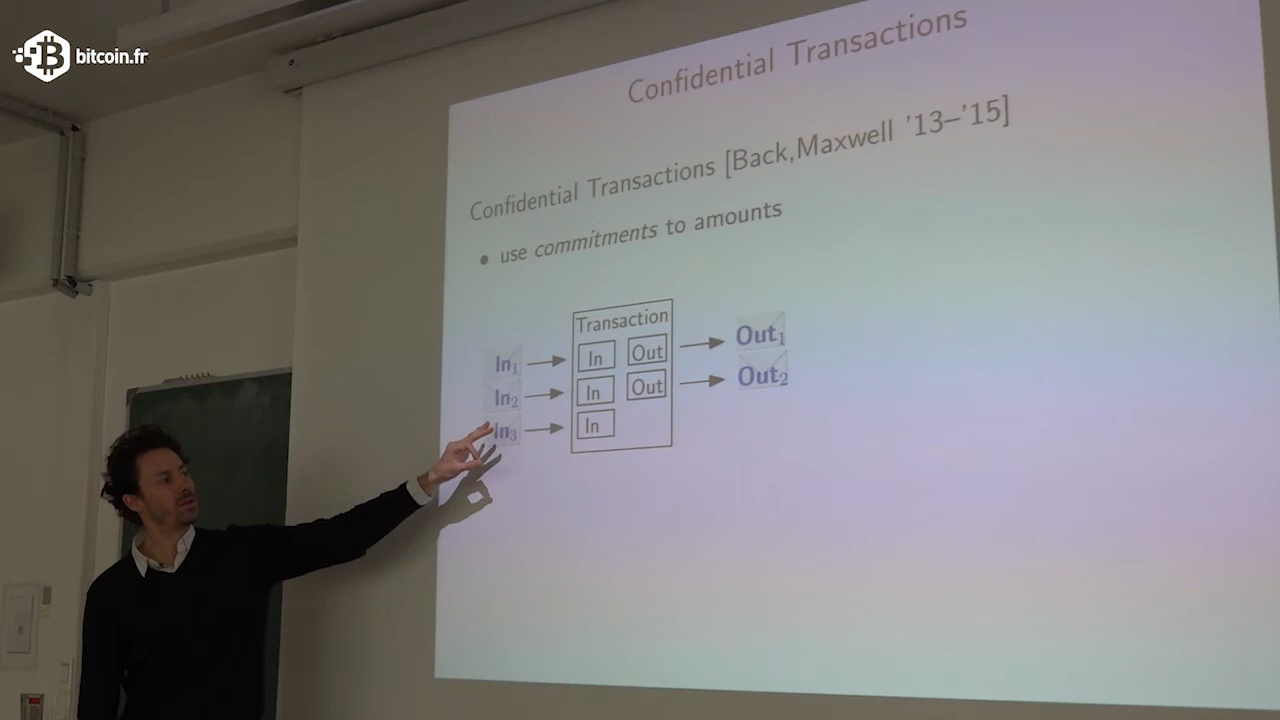 bitcoin.fr
Confidential Transactions
Confidential Transactions [Back,Maxwell '13–'15]
• use commitments to amounts
Transaction
In₁ In Out Out₁
In₂ In Out Out₂
In₃ In